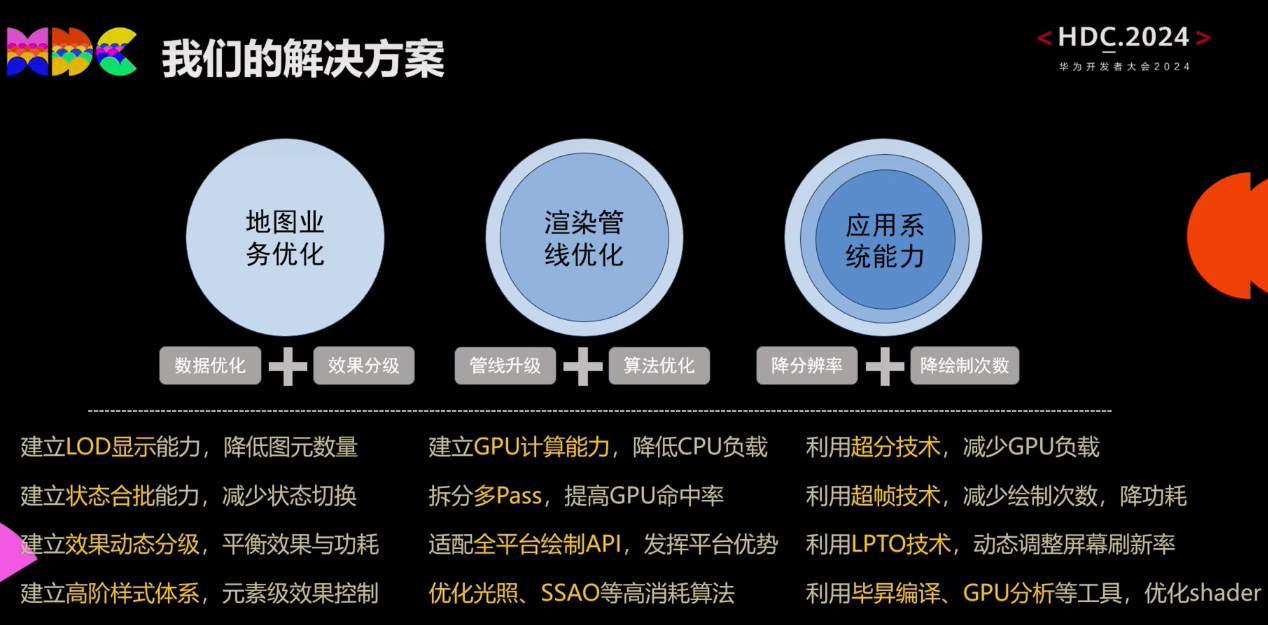 HDC
我们的解决方案
<HDC.2024>
华为开发者大会2024
地图业
务优化
渲染管
线优化
应用系
统能力
数据优化
效果分级
管线升级
算法优化
降分辨率
降绘制次数
建立LOD显示能力，降低图元数量
建立状态合批能力，减少状态切换
建立效果动态分级，平衡效果与功耗
建立高阶样式体系，元素级效果控制
建立GPU计算能力，降低CPU负载
拆分多Pass，提高GPU命中率
适配全平台绘制API，发挥平台优势
优化光照、SSAO等高消耗算法
利用超分技术，减少GPU负载
利用超帧技术，减少绘制次数，降功耗
利用LPTO技术，动态调整屏幕刷新率
利用毕昇编译、GPU分析等工具，优化shader